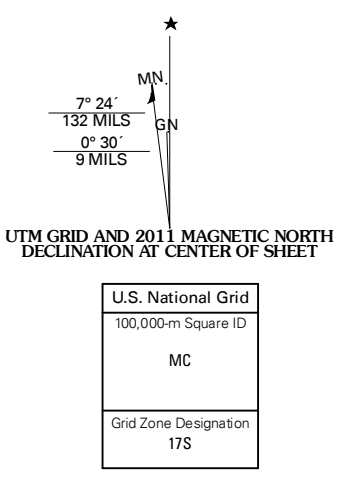 MN.
7° 24´
132 MILS
GN
0° 30´
9 MILS
UTM GRID AND 2011 MAGNETIC NORTH
DECLINATION AT CENTER OF SHEET
U.S. National Grid
100,000-m Square ID
MC
Grid Zone Designation
17S